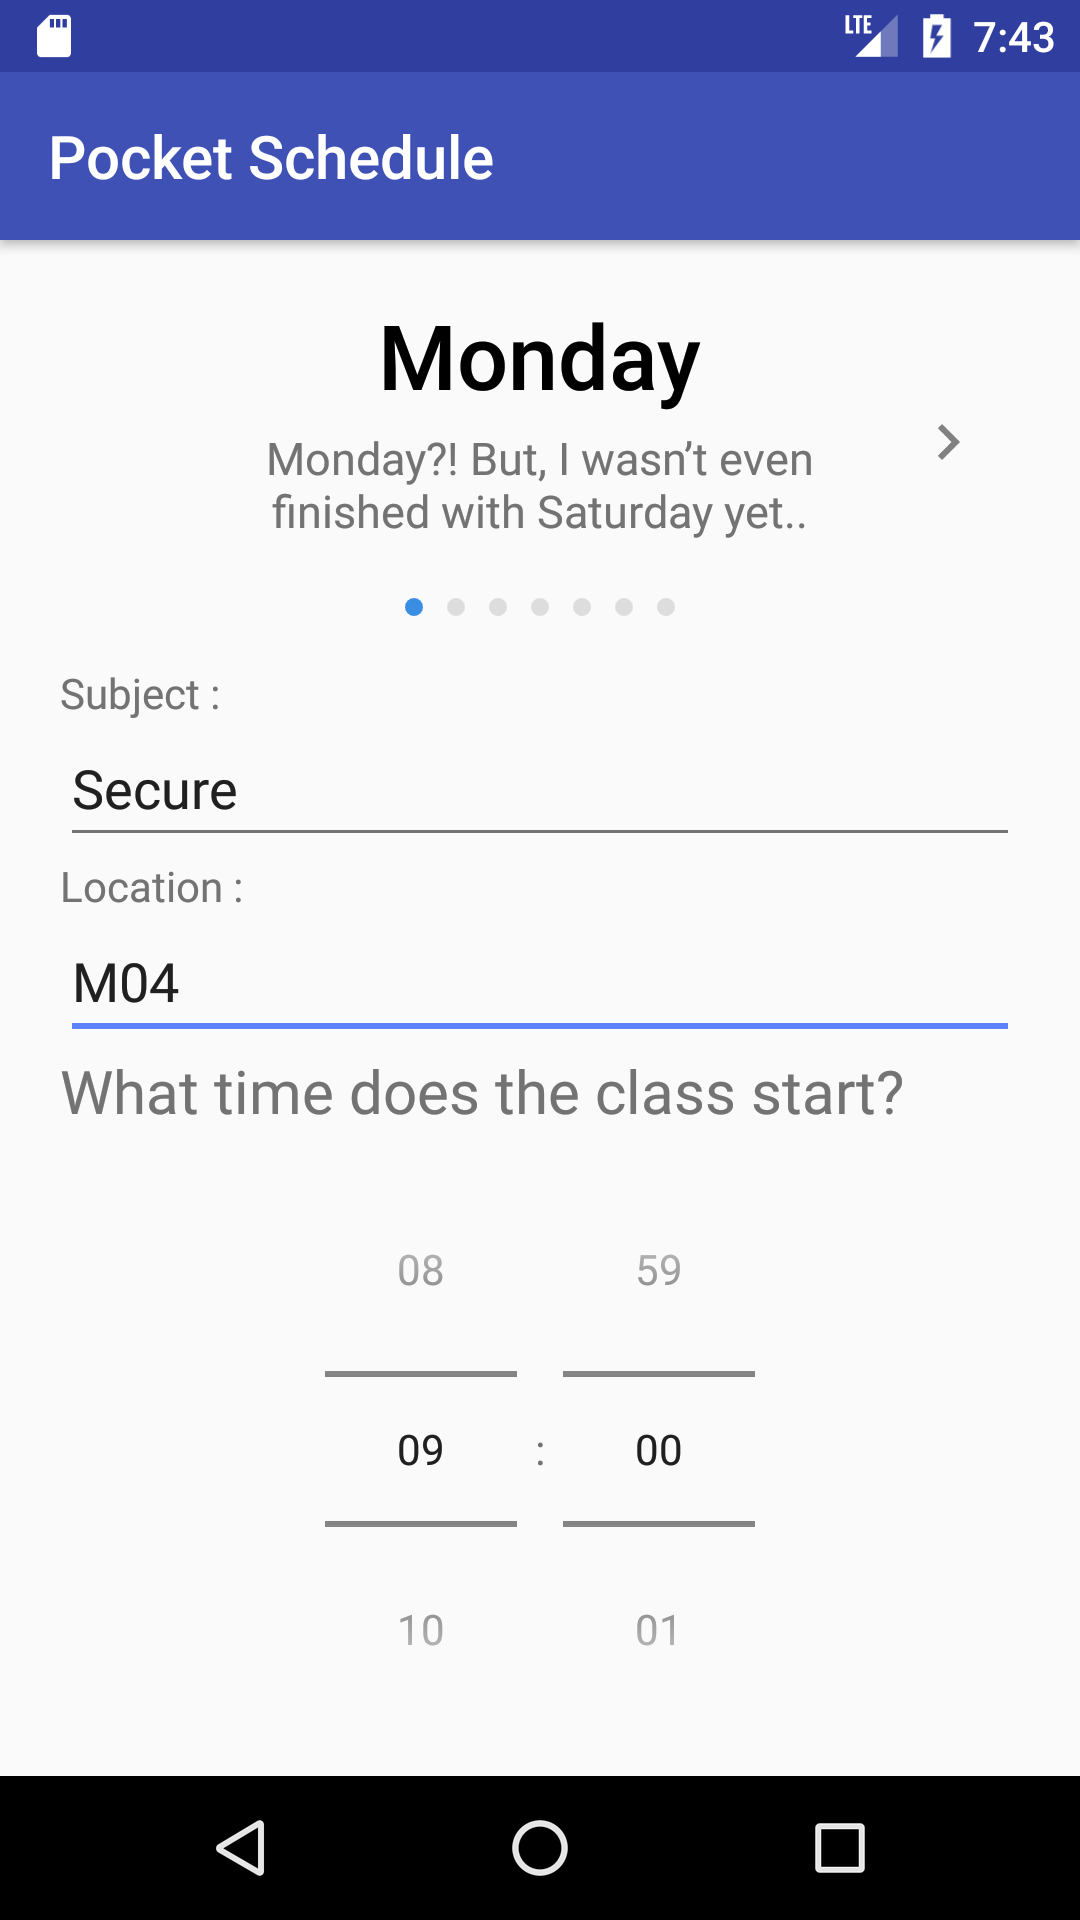 LTE 7:43
Pocket Schedule
Monday
Monday?! But, I wasn’t even
finished with Saturday yet..
Subject :
Secure
Location :
M04
What time does the class start?
08 59
09 : 00
10 01